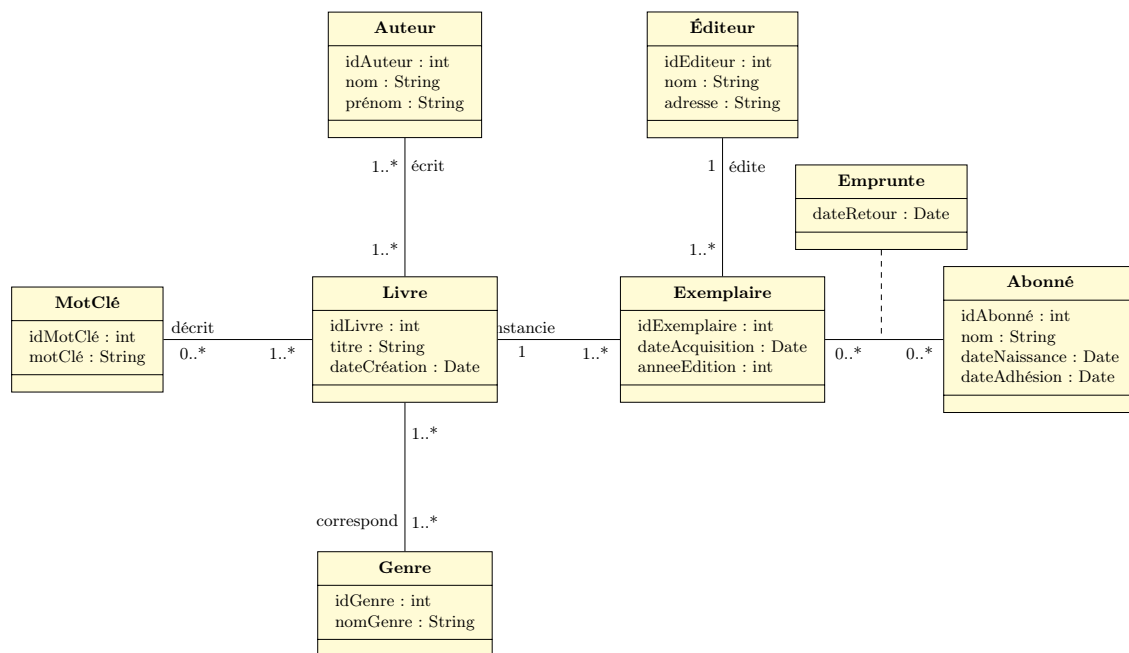 Auteur
idAuteur : int
nom : String
prénom : String
Éditeur
idEditeur : int
nom : String
adresse : String
1..* écrit
1 édite
Emprunte
dateRetour : Date
1..*
1..*
MotClé
idMotClé : int
motClé : String
décrit
0..*
1..*
Livre
idLivre : int
titre : String
dateCréation : Date
nstancie
1
1..*
Exemplaire
idExemplaire : int
dateAcquisition : Date
anneeEdition : int
0..*
0..*
Abonné
idAbonné : int
nom : String
dateNaissance : Date
dateAdhésion : Date
1..*
correspond 1..*
Genre
idGenre : int
nomGenre : String